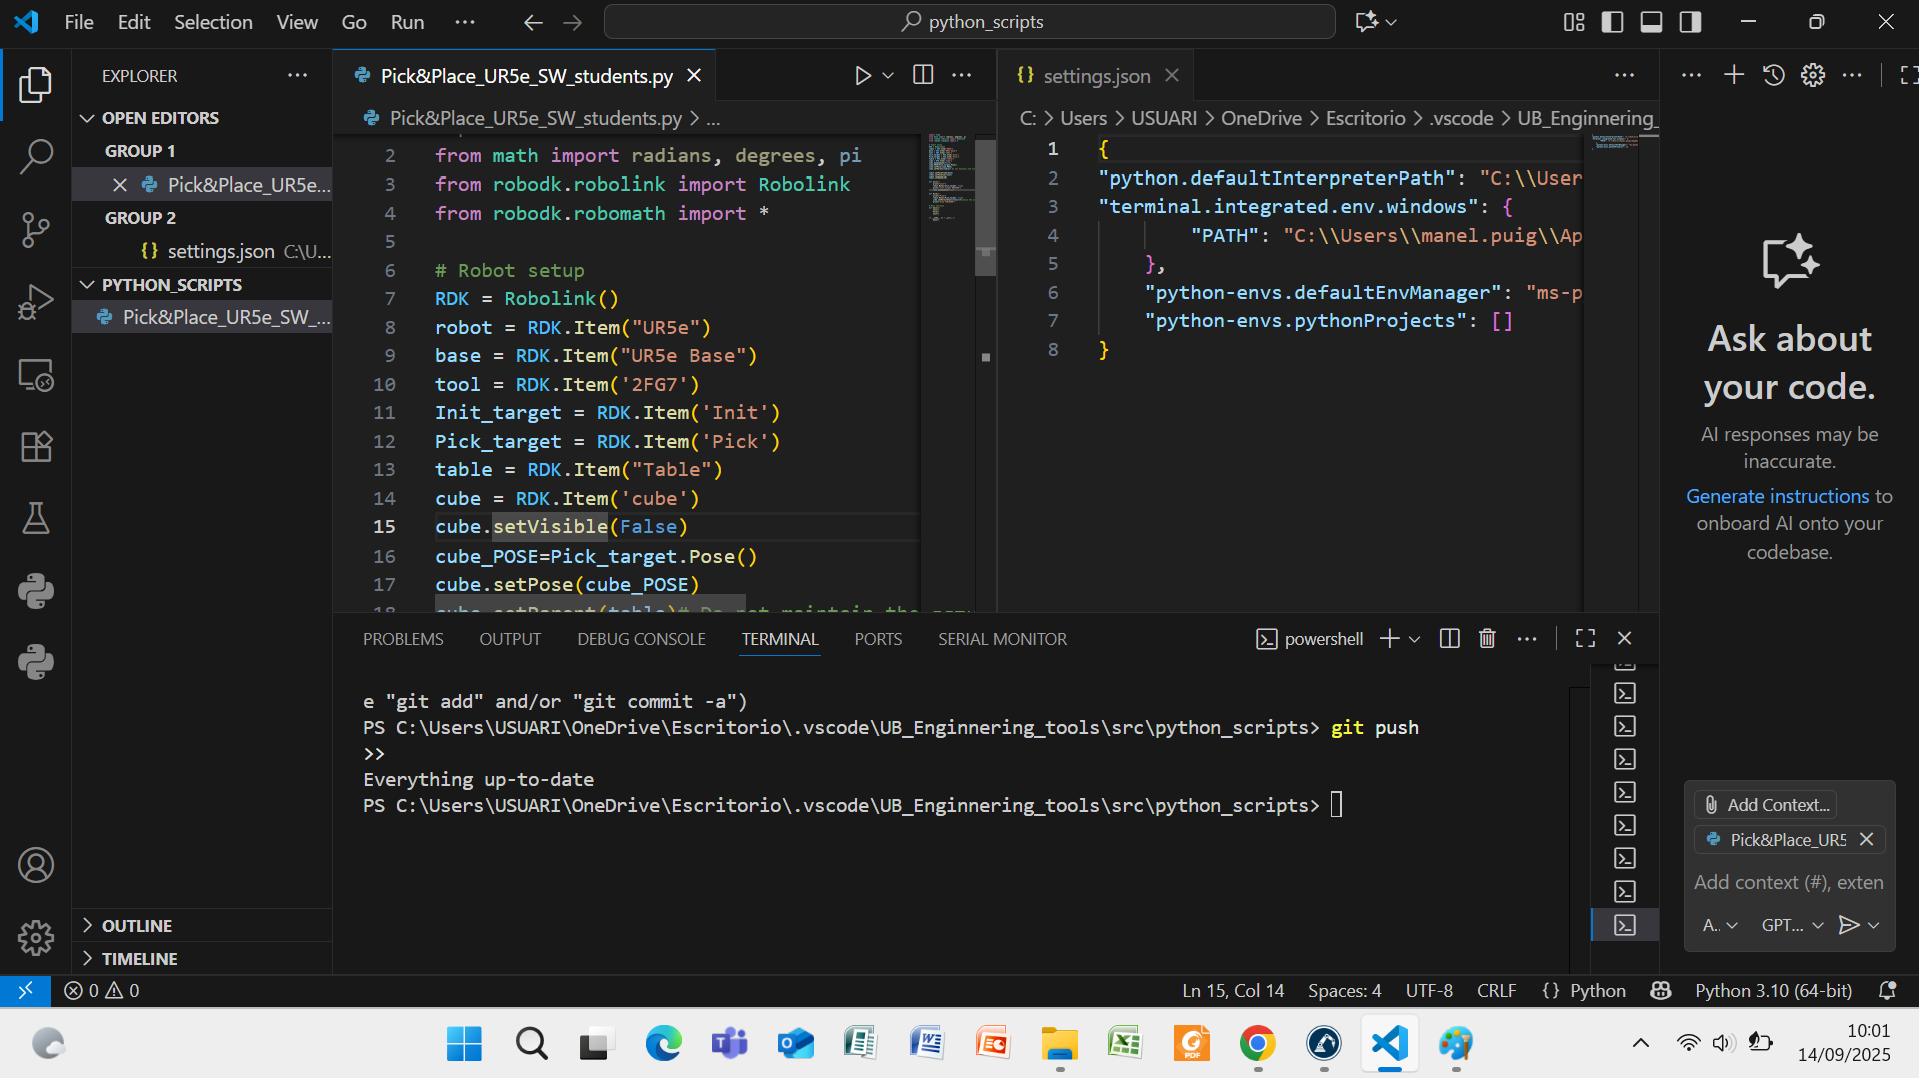 File Edit Selection View Go Run ... python_scripts
EXPLORER
OPEN EDITORS
GROUP 1
Pick&Place_UR5e...
GROUP 2
settings.json C:\U...
PYTHON_SCRIPTS
Pick&Place_UR5e_SW_...
OUTLINE
TIMELINE
Pick&Place_UR5e_SW_students.py
Pick&Place_UR5e_SW_students.py > ...
2 from math import radians, degrees, pi
3 from robodk.robolink import Robolink
4 from robodk.robomath import *
5
6 # Robot setup
7 RDK = Robolink()
8 robot = RDK.Item("UR5e")
9 base = RDK.Item("UR5e Base")
10 tool = RDK.Item('2FG7')
11 Init_target = RDK.Item('Init')
12 Pick_target = RDK.Item('Pick')
13 table = RDK.Item("Table")
14 cube = RDK.Item('cube')
15 cube.setVisible(False)
16 cube_POSE=Pick_target.Pose()
17 cube.setPose(cube_POSE)
18 cube.setParent(table)# Do not maintain the
settings.json
C: > Users > USUARI > OneDrive > Escritorio > .vscode > UB_Enginnering_
1 {
2 "python.defaultInterpreterPath": "C:\\User
3 "terminal.integrated.env.windows": {
4 "PATH": "C:\\Users\\manel.puig\\Ap
5 },
6 "python-envs.defaultEnvManager": "ms-p
7 "python-envs.pythonProjects": []
8 }
PROBLEMS OUTPUT DEBUG CONSOLE TERMINAL PORTS SERIAL MONITOR powershell
e "git add" and/or "git commit -a")
PS C:\Users\USUARI\OneDrive\Escritorio\.vscode\UB_Enginnering_tools\src\python_scripts> git push
>>
Everything up-to-date
PS C:\Users\USUARI\OneDrive\Escritorio\.vscode\UB_Enginnering_tools\src\python_scripts>
Ask about
your code.
AI responses may be
inaccurate.
Generate instructions to
onboard AI onto your
codebase.
Add Context...
Pick&Place_UR5
Add context (#), exten
A.. GPT...
0 0 Ln 15, Col 14 Spaces: 4 UTF-8 CRLF {} Python Python 3.10 (64-bit)
10:01
14/09/2025